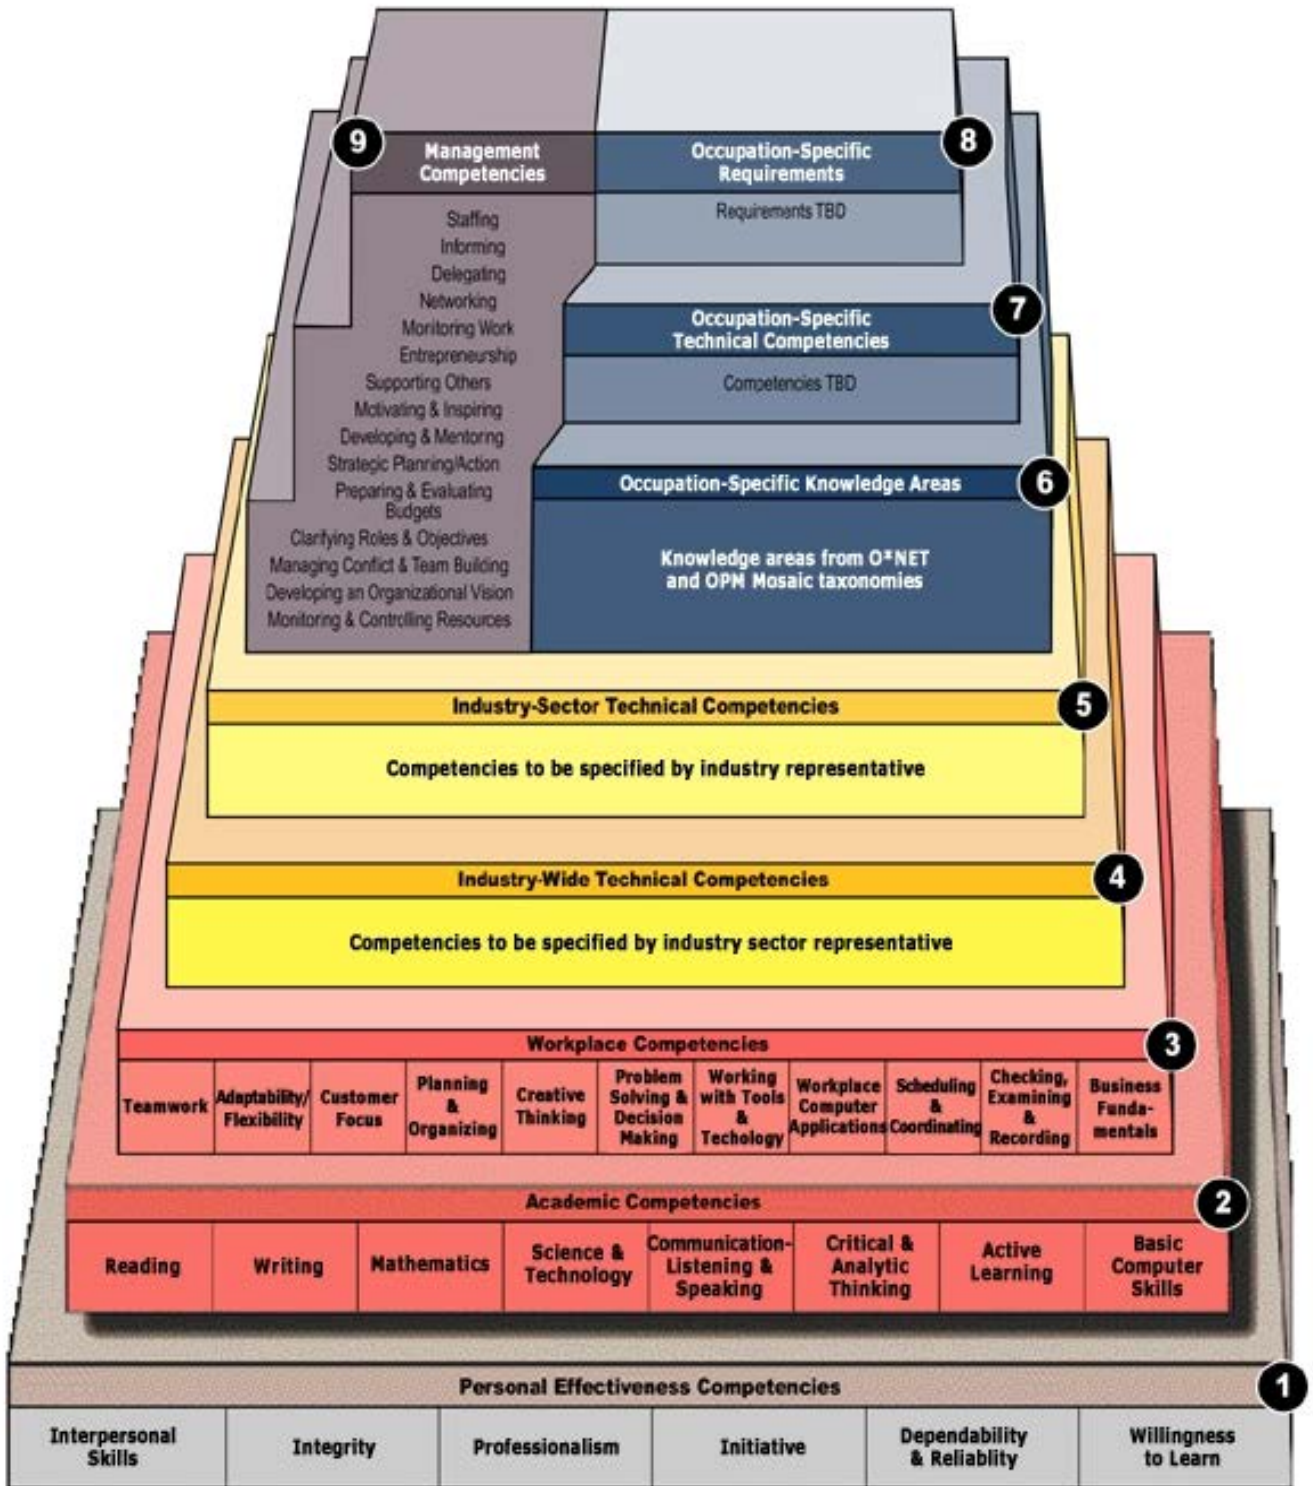 9
Management
Competencies
Staffing
Informing
Delegating
Networking
Monitoring Work
Entrepreneurship
Supporting Others
Motivating & Inspiring
Developing & Mentoring
Strategic Planning/Action
Preparing & Evaluating
Budgets
Clarifying Roles & Objectives
Managing Conflict & Team Building
Developing an Organizational Vision
Monitoring & Controlling Resources
8
Occupation-Specific
Requirements
Requirements TBD
7
Occupation-Specific
Technical Competencies
Competencies TBD
6
Occupation-Specific Knowledge Areas
Knowledge areas from O*NET
and OPM Mosaic taxonomies
5
Industry-Sector Technical Competencies
Competencies to be specified by industry representative
4
Industry-Wide Technical Competencies
Competencies to be specified by industry sector representative
3
Workplace Competencies
Teamwork
Adaptability/
Flexibility
Customer
Focus
Planning
&
Organizing
Creative
Thinking
Problem
Solving &
Decision
Making
Working
with Tools
&
Techology
Workplace
Computer
Applications
Scheduling
&
Coordinating
Checking,
Examining
&
Recording
Business
Funda-
mentals
2
Academic Competencies
Reading
Writing
Mathematics
Science &
Technology
Communication-
Listening &
Speaking
Critical &
Analytic
Thinking
Active
Learning
Basic
Computer
Skills
1
Personal Effectiveness Competencies
Interpersonal
Skills
Integrity
Professionalism
Initiative
Dependability
& Reliablity
Willingness
to Learn